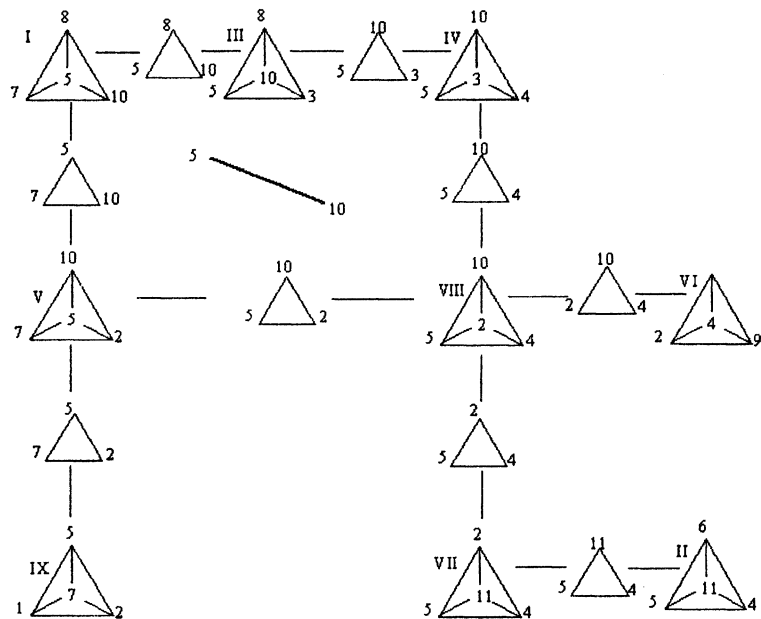 8 8 8 10
I III 10 IV
5 5 10 10 5 3 3
7 10 5 3 5 4
5 5 10
7 10 10 5 4
10 10 10 10
V VIII VI
5 5 2 2 2 4 4
7 2 5 4 2 9
5 2
7 2 5 4
5 2 11 6
IX VII II
7 11 5 4 11
1 2 5 4 5 4